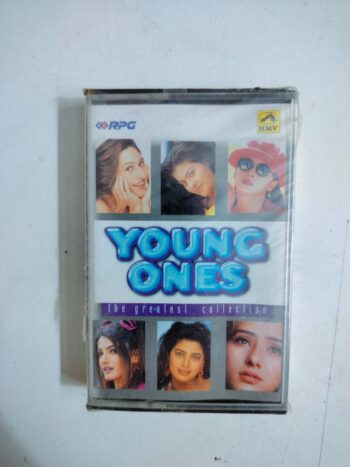 RPG
HMV
YOUNG
ONES
the greatest collection